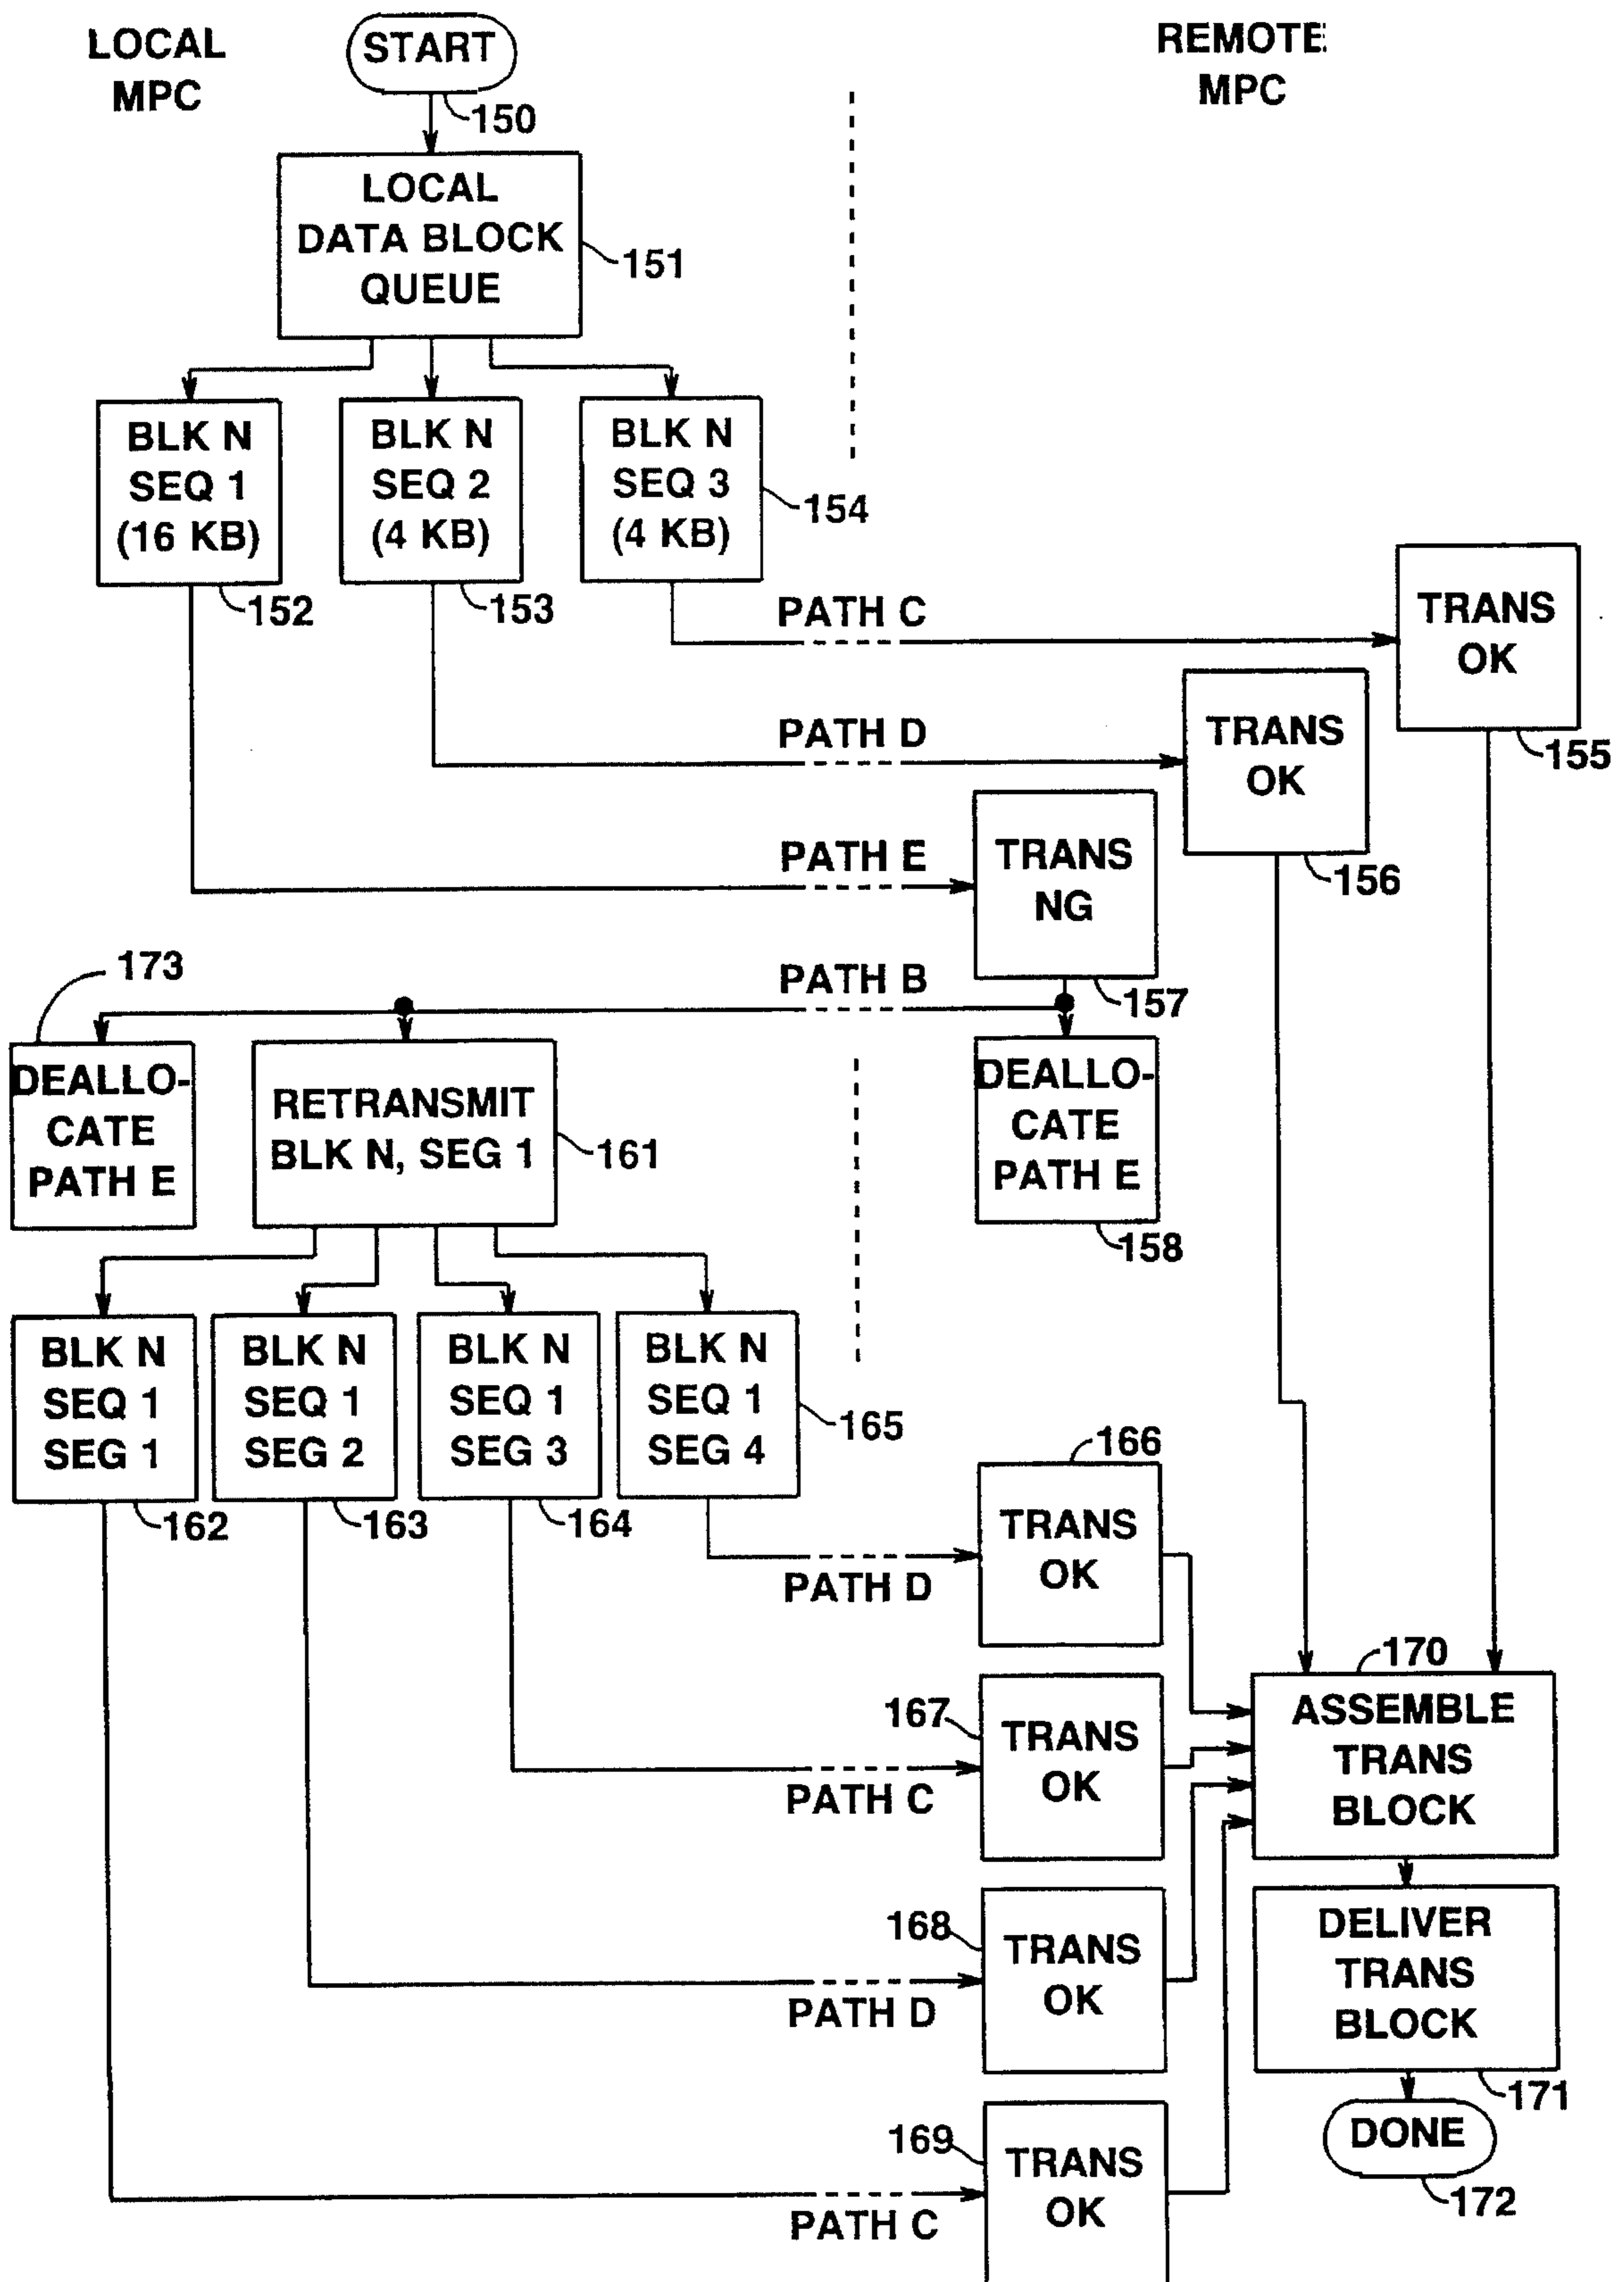 LOCAL
MPC
START
REMOTE
MPC
150
LOCAL
DATA BLOCK
QUEUE
151
BLK N
SEQ 1
(16 KB)
152
BLK N
SEQ 2
(4 KB)
153
BLK N
SEQ 3
(4 KB)
154
PATH C
TRANS
OK
155
PATH D
TRANS
OK
156
PATH E
TRANS
NG
157
PATH B
173
DEALLO-
CATE
PATH E
RETRANSMIT
BLK N, SEG 1
161
DEALLO-
CATE
PATH E
158
BLK N
SEQ 1
SEG 1
162
BLK N
SEQ 1
SEG 2
163
BLK N
SEQ 1
SEG 3
164
BLK N
SEQ 1
SEG 4
165
166
TRANS
OK
PATH D
167
TRANS
OK
PATH C
170
ASSEMBLE
TRANS
BLOCK
168
TRANS
OK
PATH D
DELIVER
TRANS
BLOCK
171
169
TRANS
OK
PATH C
DONE
172